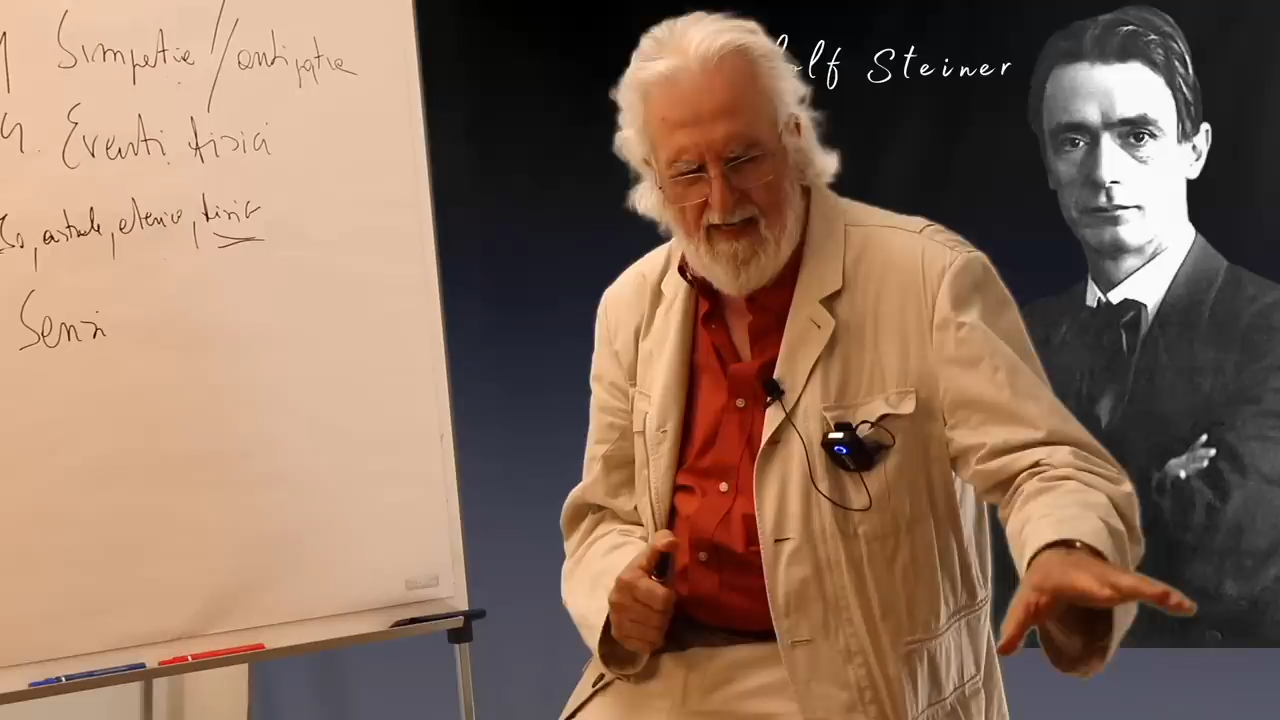 Simpatie / antipatie
4. Eventi fisici
Io, astrale, eterico, fisico
Sensi
olf Steiner